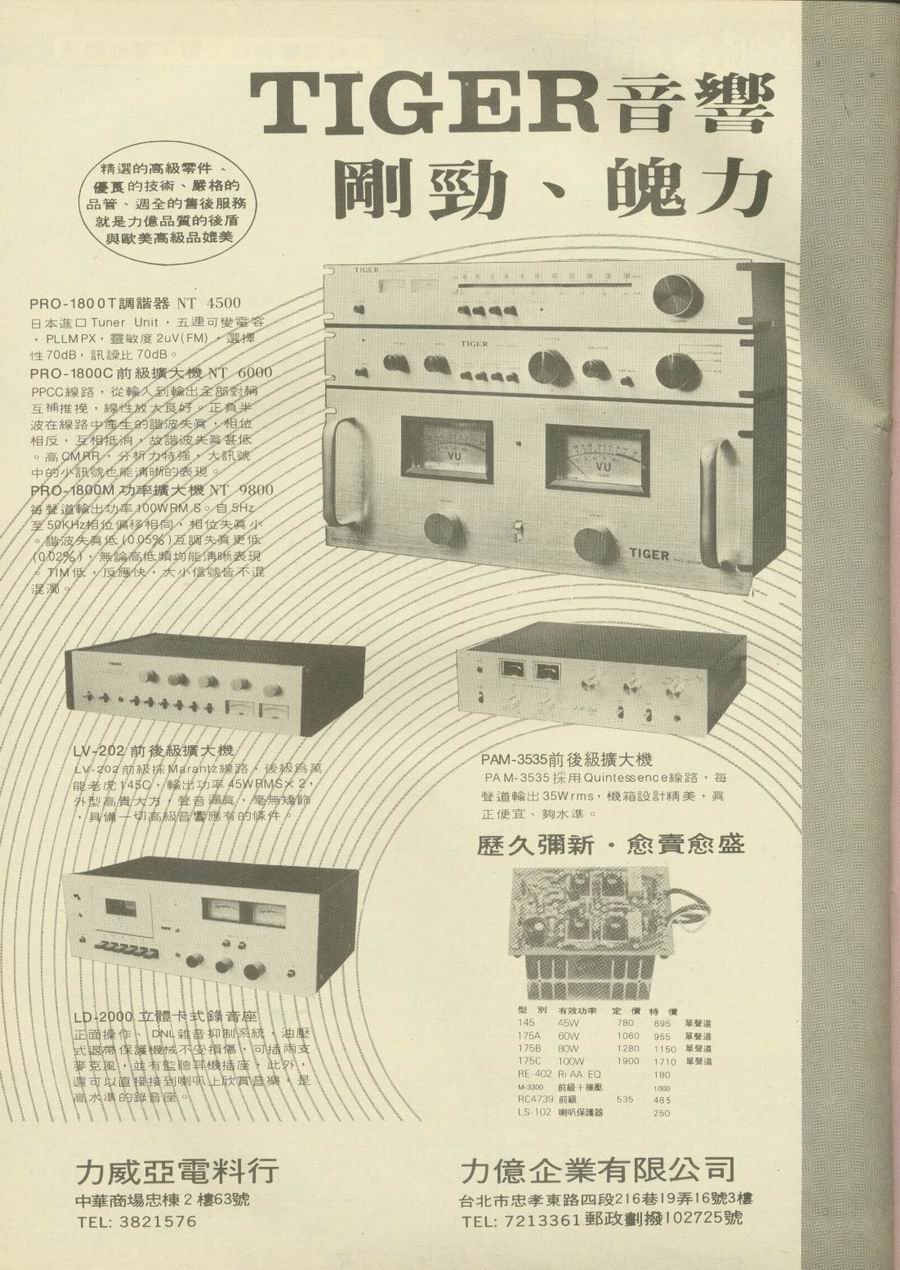 TIGER音響
剛勁、魄力
精選的高級零件、
優良的技術、嚴格的
品管、週全的售後服務
就是力億品質的後盾
與歐美高級品媲美
PRO-1800T調諧器 NT 4500
日本進口Tuner Unit,五連可變電容
,PLLMPX,靈敏度2uV(FM),選擇
性70dB,訊譟比70dB。
PRO-1800C前級擴大機 NT 6000
PPCC線路,從輸入到輸出全部對稱
互補推挽,線性放大良好。正負半
波在線路中產生的諧波失真,相位
相反,互相抵消,故諧波失真甚低
。高CMRR,分析力特强,大訊號
中的小訊號也能清晰的表現。
PRO-1800M功率擴大機 NT 9800
每聲道輸出功率100WRMS。自5Hz
至50KHz相位偏移相同,相位失真小
。諧波失真低(0.05%)互調失真更低
(0.02%),無論高低頻均能清晰表現
。TIM低,反應快,大小信號皆不混
混濁。
TIGER
TIGER
VU
VU
TIGER
LV-202 前後級擴大機
LV-202前級採Marantz線路,後級爲萬
能老虎145C,輸出功率45WRMS×2,
外型高貴大方,聲音逼真,毫無矯飾
,具備一切高級音響應有的條件。
PAM-3535前後級擴大機
PAM-3535採用Quintessence線路,每
聲道輸出35Wrms,機箱設計精美,真
正便宜、夠水準。
歷久彌新・愈賣愈盛
LD-2000 立體卡式錄音座
正面操作、DNL雜音抑制系統,油壓
式退帶保護機械不受損傷,可插兩支
麥克風,並有監聽耳機插座,此外,
還可以直接接到喇叭上欣賞音樂,是
高水準的錄音座。
型別 有效功率 定價 特價
145 45W 780 695 單聲道
175A 60W 1060 955 單聲道
175B 80W 1280 1150 單聲道
175C 100W 1900 1710 單聲道
RE-402 RiAA EQ 180
M-3300 前級+穩壓 1000
RC4739 前級 535 485
LS-102 喇叭保護器 250
力威亞電料行
中華商場忠棟2樓63號
TEL: 3821576
力億企業有限公司
台北市忠孝東路四段216巷19弄16號3樓
TEL: 7213361 郵政劃撥102725號